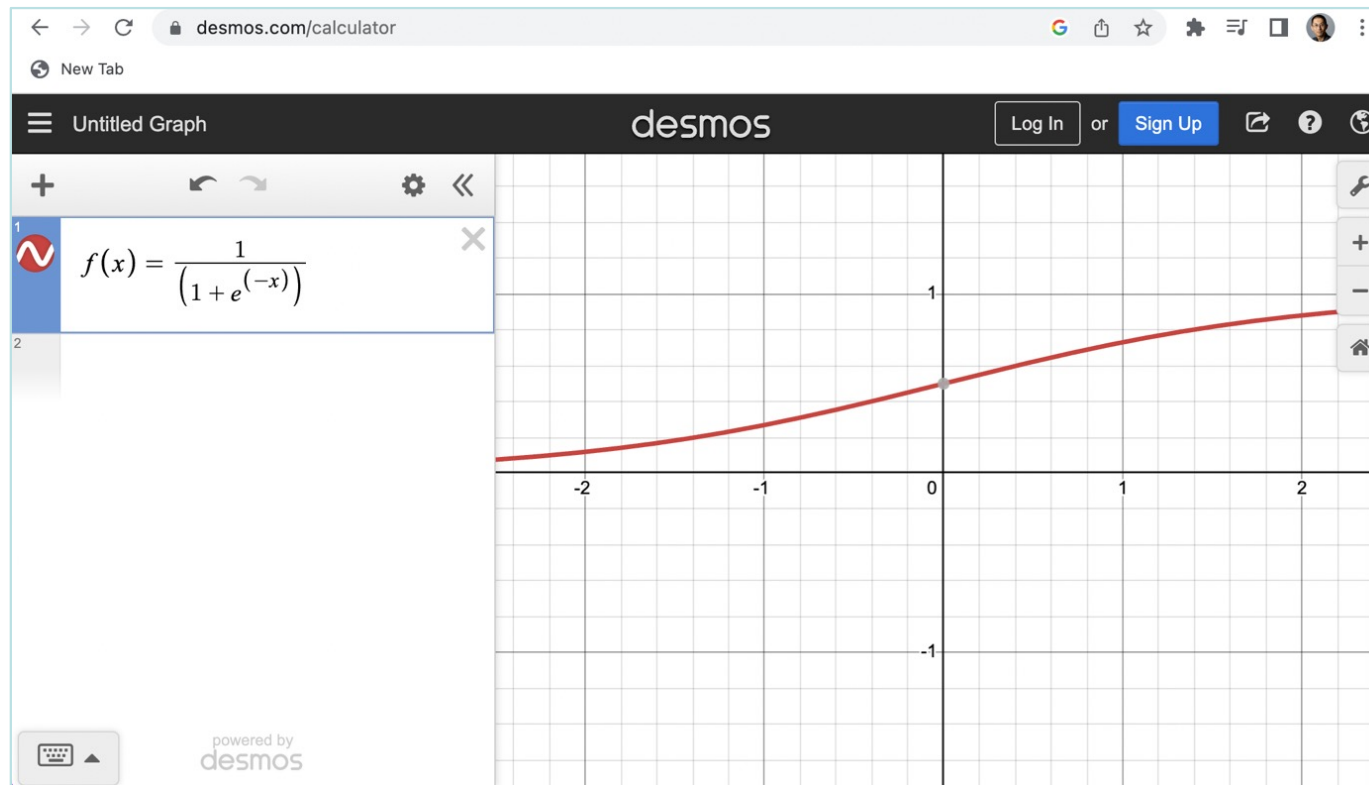 desmos.com/calculator
New Tab
Untitled Graph
desmos
Log In or Sign Up
1
f(x) = 1/(1 + e^(-x))
2
1
-2 -1 0 1 2
-1
powered by
desmos